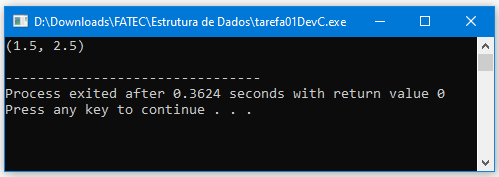 D:\Downloads\FATEC\Estrutura de Dados\tarefa01DevC.exe
(1.5, 2.5)
--------------------------------
Process exited after 0.3624 seconds with return value 0
Press any key to continue . . .